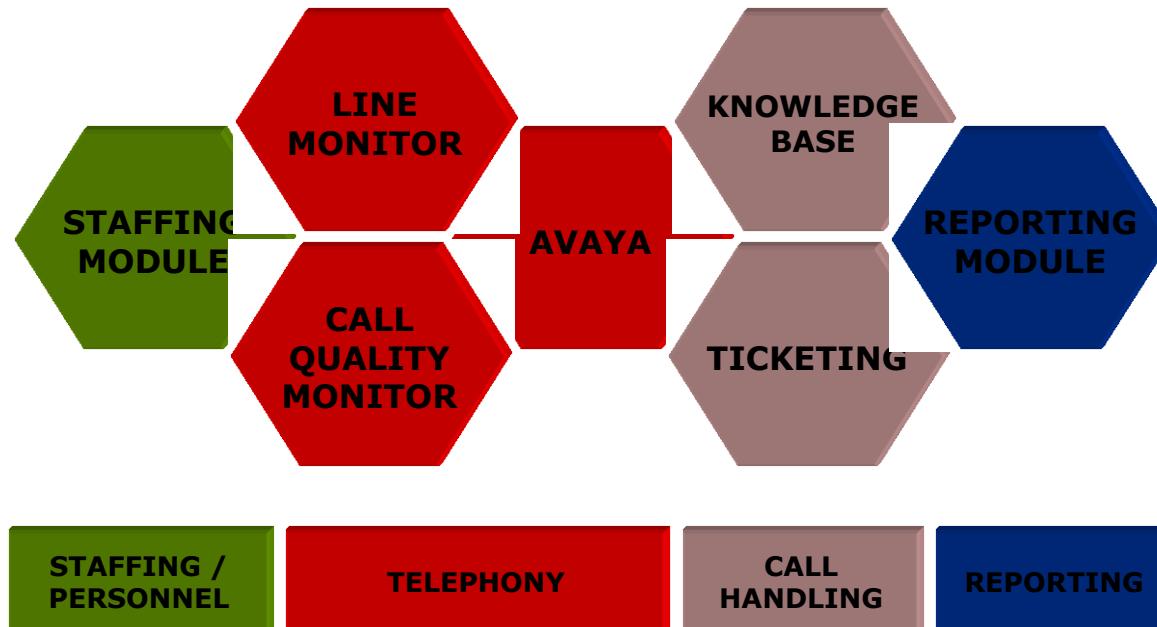 LINE
MONITOR
KNOWLEDGE
BASE
STAFFING
MODULE
AVAYA
REPORTING
MODULE
CALL
QUALITY
MONITOR
TICKETING
STAFFING /
PERSONNEL
TELEPHONY
CALL
HANDLING
REPORTING